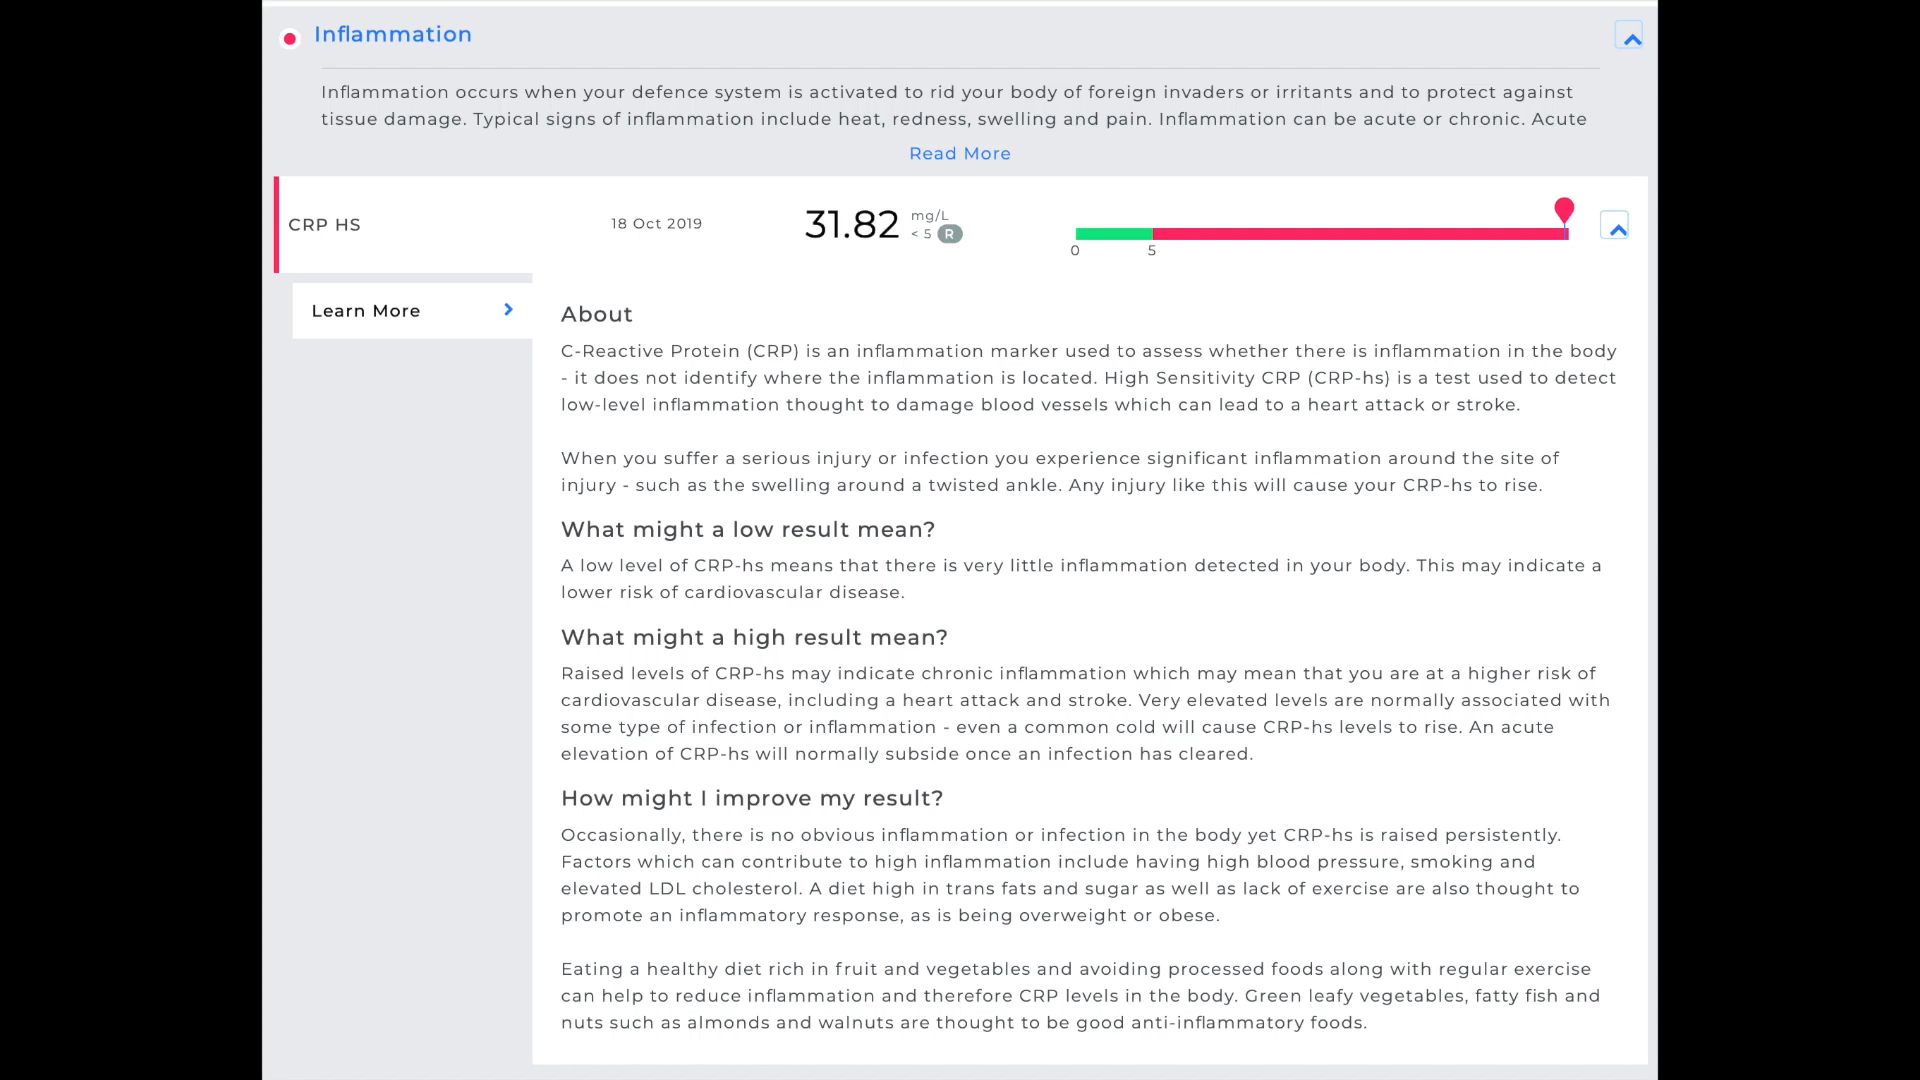 Inflammation
Inflammation occurs when your defence system is activated to rid your body of foreign invaders or irritants and to protect against
tissue damage. Typical signs of inflammation include heat, redness, swelling and pain. Inflammation can be acute or chronic. Acute
Read More
CRP HS
18 Oct 2019
31.82
mg/L
< 5 R
0
5
Learn More
About
C-Reactive Protein (CRP) is an inflammation marker used to assess whether there is inflammation in the body
- it does not identify where the inflammation is located. High Sensitivity CRP (CRP-hs) is a test used to detect
low-level inflammation thought to damage blood vessels which can lead to a heart attack or stroke.
When you suffer a serious injury or infection you experience significant inflammation around the site of
injury - such as the swelling around a twisted ankle. Any injury like this will cause your CRP-hs to rise.
What might a low result mean?
A low level of CRP-hs means that there is very little inflammation detected in your body. This may indicate a
lower risk of cardiovascular disease.
What might a high result mean?
Raised levels of CRP-hs may indicate chronic inflammation which may mean that you are at a higher risk of
cardiovascular disease, including a heart attack and stroke. Very elevated levels are normally associated with
some type of infection or inflammation - even a common cold will cause CRP-hs levels to rise. An acute
elevation of CRP-hs will normally subside once an infection has cleared.
How might I improve my result?
Occasionally, there is no obvious inflammation or infection in the body yet CRP-hs is raised persistently.
Factors which can contribute to high inflammation include having high blood pressure, smoking and
elevated LDL cholesterol. A diet high in trans fats and sugar as well as lack of exercise are also thought to
promote an inflammatory response, as is being overweight or obese.
Eating a healthy diet rich in fruit and vegetables and avoiding processed foods along with regular exercise
can help to reduce inflammation and therefore CRP levels in the body. Green leafy vegetables, fatty fish and
nuts such as almonds and walnuts are thought to be good anti-inflammatory foods.